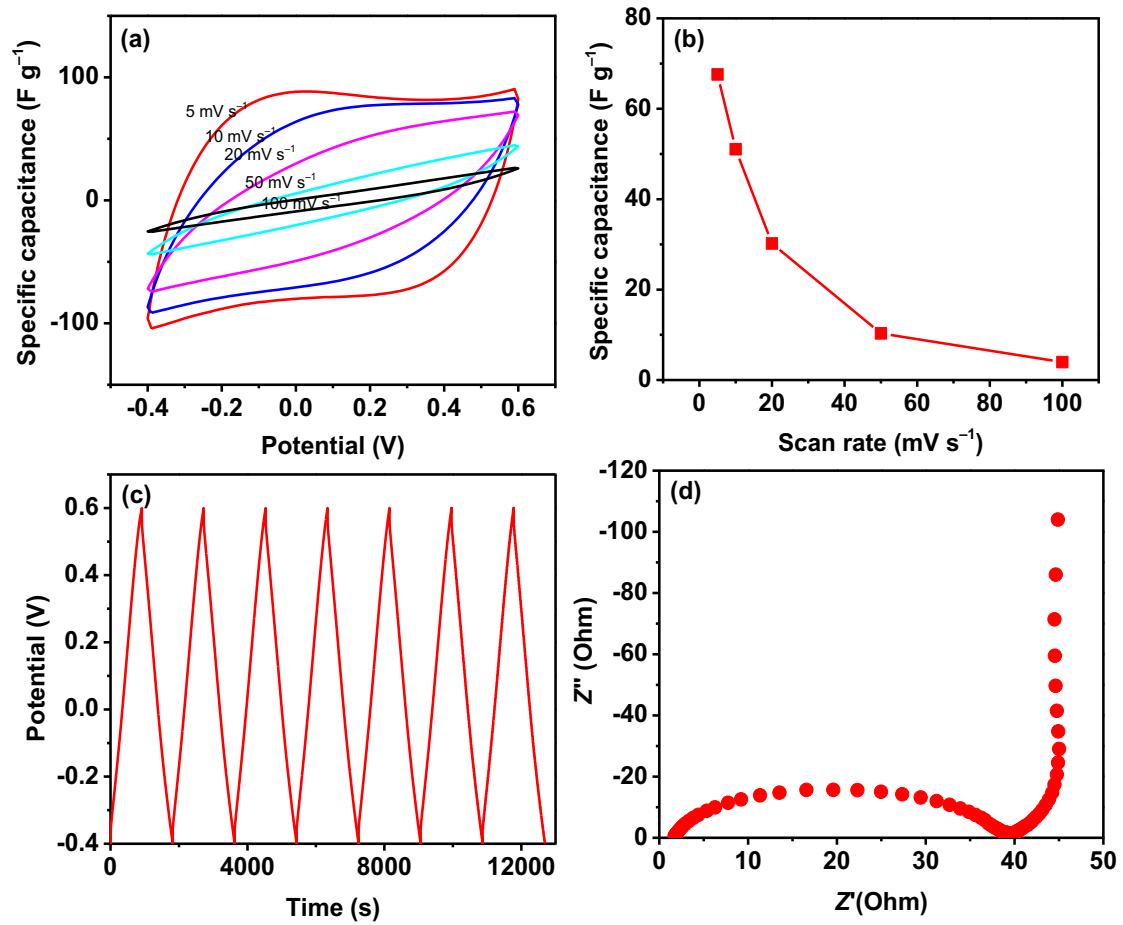 (a)
Specific capacitance (F g⁻¹)
100
0
-100
5 mV s⁻¹
10 mV s⁻¹
20 mV s⁻¹
50 mV s⁻¹
100 mV s⁻¹
-0.4 -0.2 0.0 0.2 0.4 0.6
Potential (V)
(b)
Specific capacitance (F g⁻¹)
80
60
40
20
0
0 20 40 60 80 100
Scan rate (mV s⁻¹)
(c)
Potential (V)
0.6
0.4
0.2
0.0
-0.2
-0.4
0 4000 8000 12000
Time (s)
(d)
Z'' (Ohm)
-120
-100
-80
-60
-40
-20
0
0 10 20 30 40 50
Z'(Ohm)